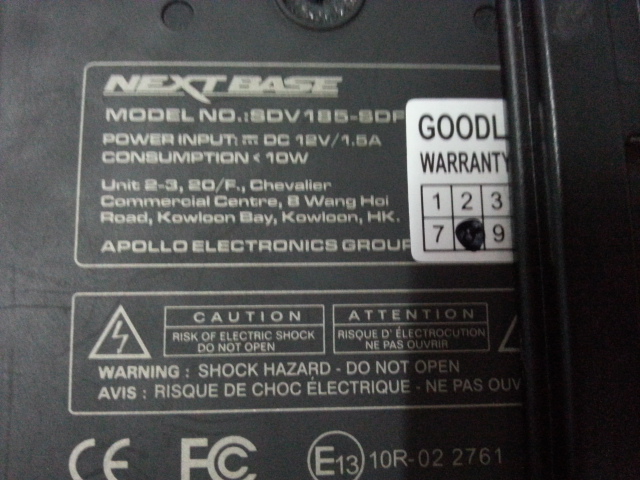 NEXTBASE
MODEL NO.:SDV185-SDF
POWER INPUT: ⎓ DC 12V/1.5A
CONSUMPTION < 10W
Unit 2-3, 20/F., Chevalier
Commercial Centre, 8 Wang Hoi
Road, Kowloon Bay, Kowloon, HK.
APOLLO ELECTRONICS GROUP
GOODL
WARRANTY
1 2 3
7 9
CAUTION
RISK OF ELECTRIC SHOCK
DO NOT OPEN
ATTENTION
RISQUE D' ÉLECTROCUTION
NE PAS OUVRIR
WARNING : SHOCK HAZARD - DO NOT OPEN
AVIS : RISQUE DE CHOC ÉLECTRIQUE - NE PAS OUV
CE FC E13 10R-02 2761